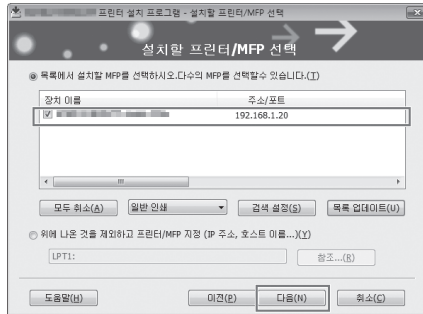 프린터 설치 프로그램 - 설치할 프린터/MFP 선택
설치할 프린터/MFP 선택
목록에서 설치할 MFP를 선택하시오.다수의 MFP를 선택할수 있습니다.(T)
장치 이름 주소/포트
192.168.1.20
모두 취소(A) 일반 인쇄 검색 설정(S) 목록 업데이트(U)
위에 나온 것을 제외하고 프린터/MFP 지정 (IP 주소, 호스트 이름...)(Y)
LPT1: 참조...(R)
도움말(H) 이전(P) 다음(N) 취소(C)